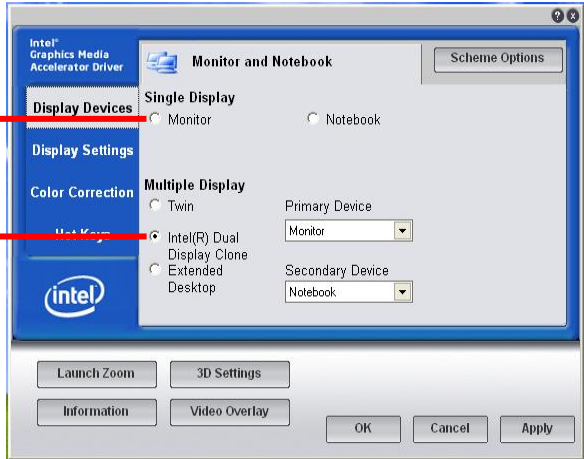 Intel®
Graphics Media
Accelerator Driver
Monitor and Notebook
Scheme Options
Display Devices
Display Settings
Color Correction
Hot Keys
intel
Single Display
Monitor
Notebook
Multiple Display
Twin
Intel(R) Dual
Display Clone
Extended
Desktop
Primary Device
Monitor
Secondary Device
Notebook
Launch Zoom
3D Settings
Information
Video Overlay
OK
Cancel
Apply